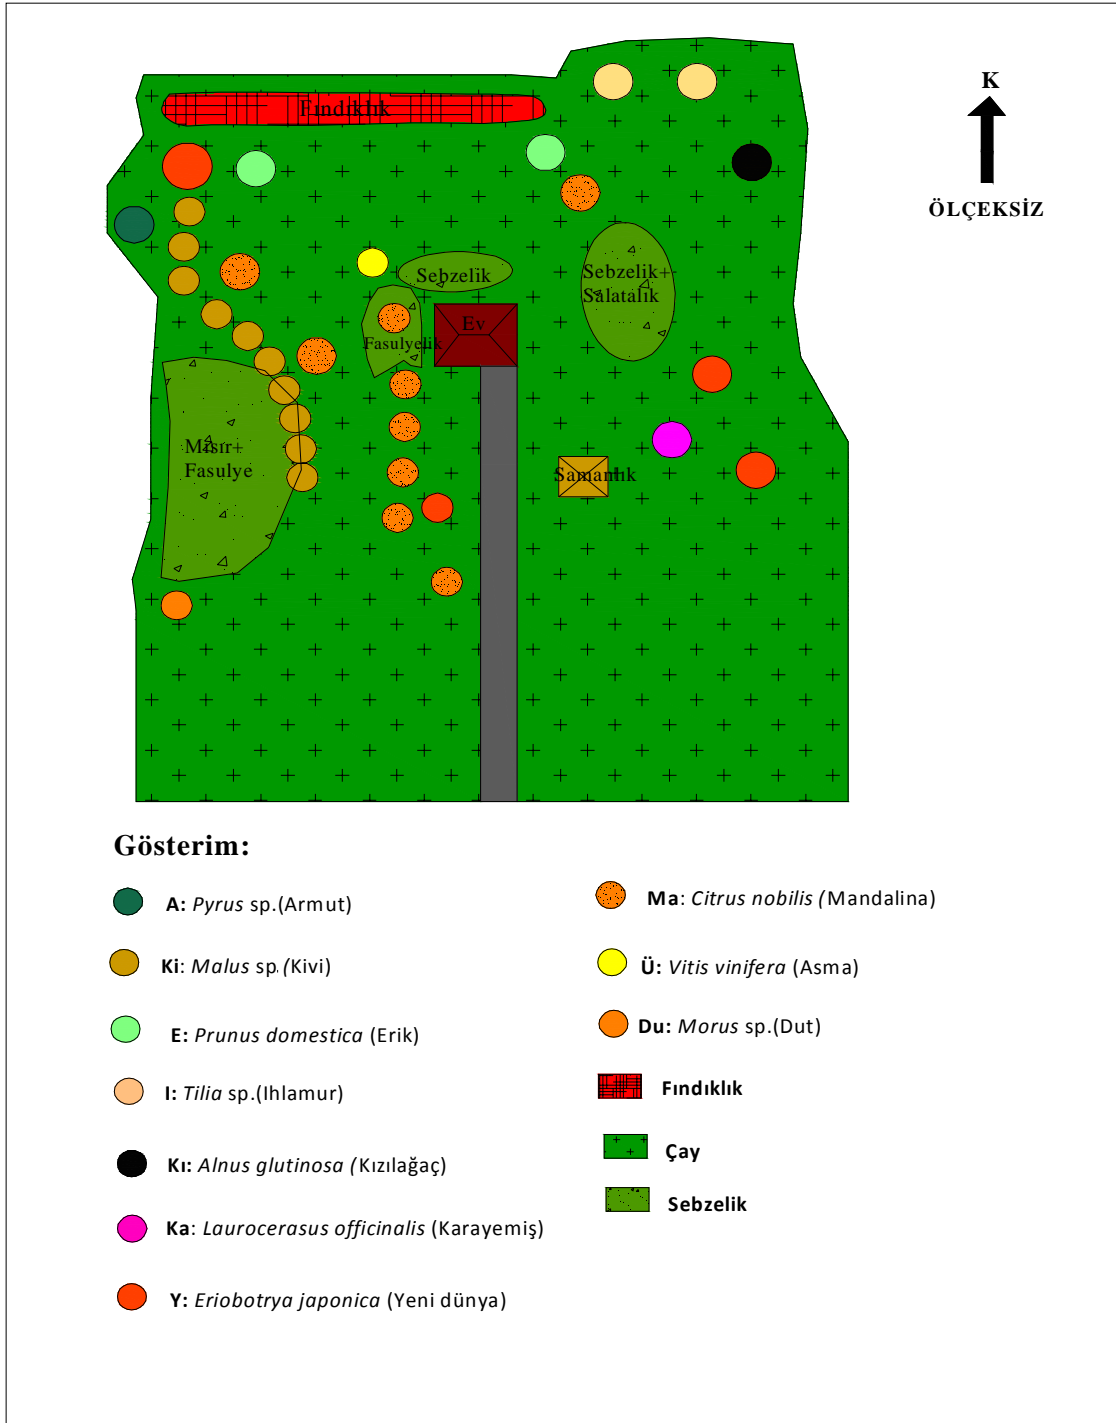 K
ÖLÇEKSİZ
Fındıklık
Sebzelik
Sebzelik+
Salatalık
Ev
Fasulyelik
Mısır+
Fasulye
Samanlık
Gösterim:
A: Pyrus sp.(Armut)
Ki: Malus sp.(Kivi)
E: Prunus domestica (Erik)
I: Tilia sp.(Ihlamur)
Kı: Alnus glutinosa (Kızılağaç)
Ka: Laurocerasus officinalis (Karayemiş)
Y: Eriobotrya japonica (Yeni dünya)
Ma: Citrus nobilis (Mandalina)
Ü: Vitis vinifera (Asma)
Du: Morus sp.(Dut)
Fındıklık
Çay
Sebzelik